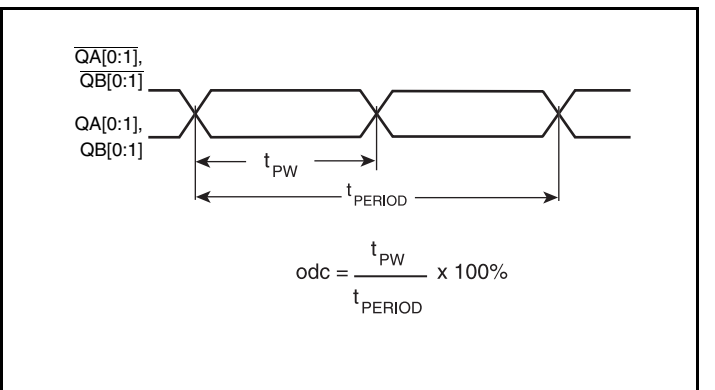 QA[0:1],
QB[0:1]
QA[0:1],
QB[0:1]
tPW
tPERIOD
odc = tPW / tPERIOD x 100%